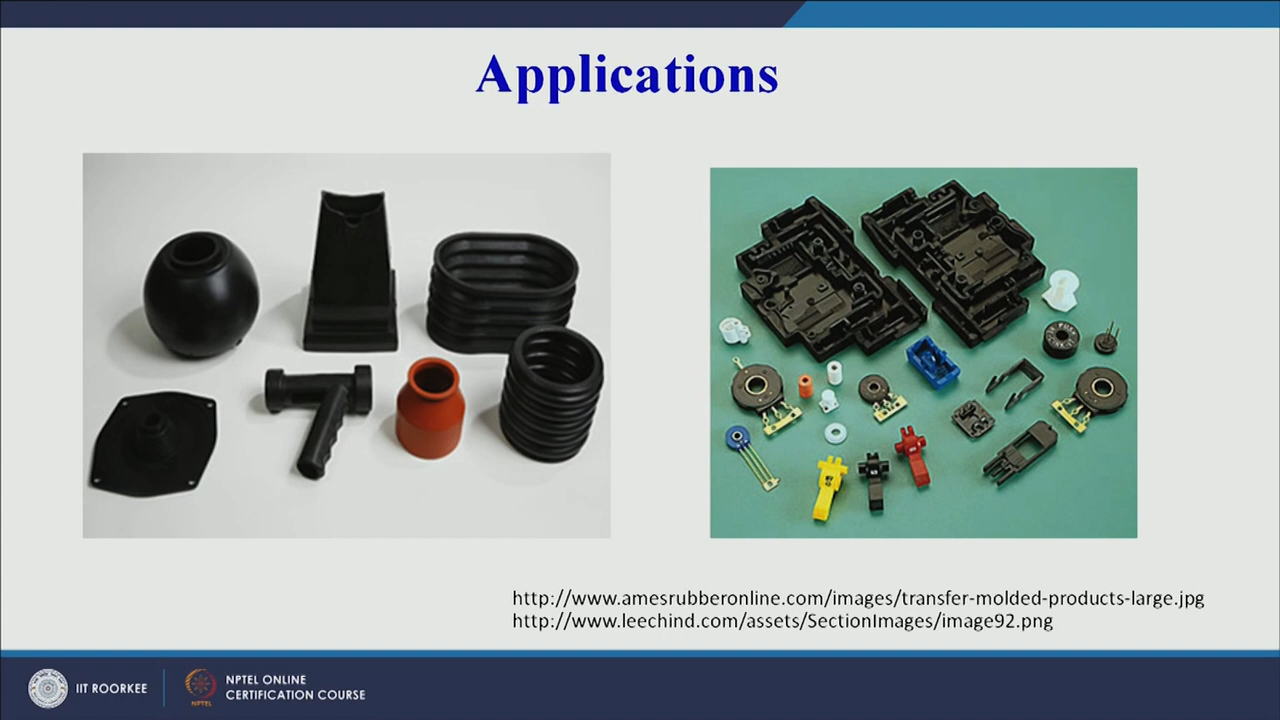 Applications
http://www.amesrubberonline.com/images/transfer-molded-products-large.jpg
http://www.leechind.com/assets/SectionImages/image92.png
IIT ROORKEE
NPTEL
NPTEL ONLINE
CERTIFICATION COURSE